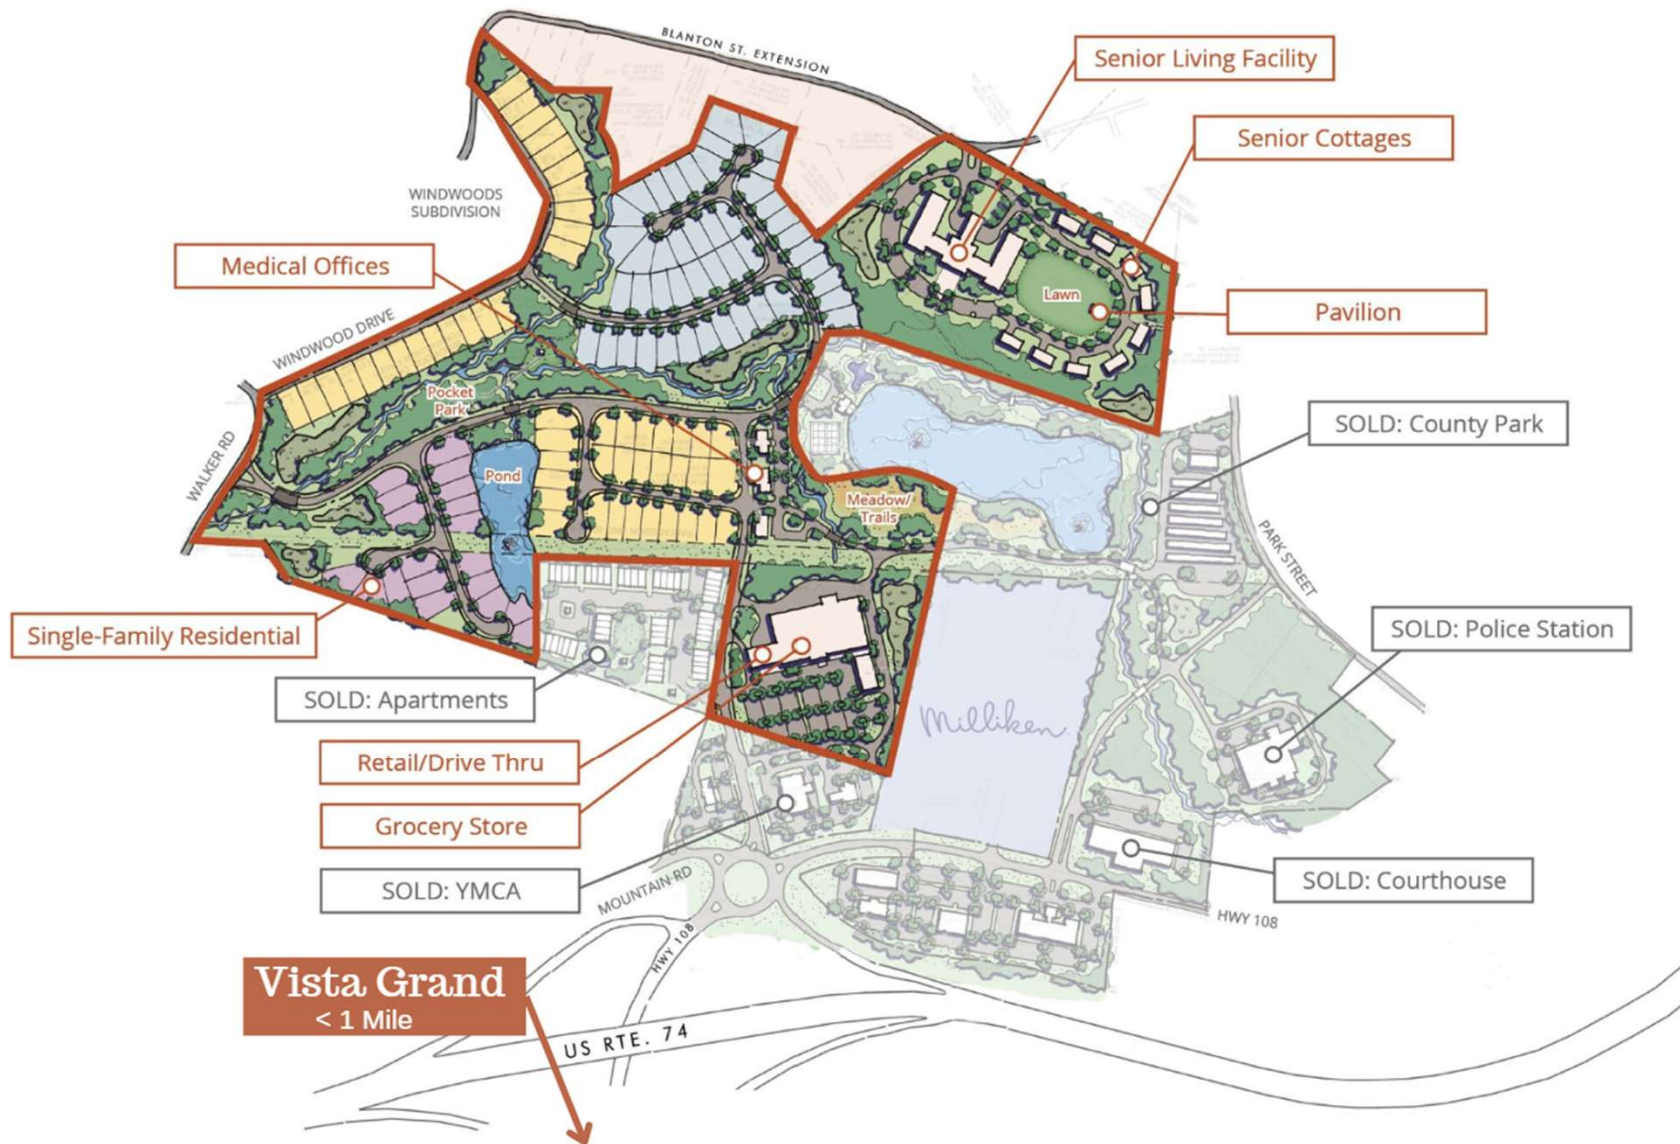 BLANTON ST. EXTENSION
Senior Living Facility
Senior Cottages
WINDWOODS
SUBDIVISION
Medical Offices
Lawn
Pavilion
WINDWOOD DRIVE
Pocket
Park
SOLD: County Park
WALKER RD
Pond
Meadow/
Trails
PARK STREET
Single-Family Residential
SOLD: Police Station
SOLD: Apartments
Milliken
Retail/Drive Thru
Grocery Store
SOLD: YMCA
MOUNTAIN RD
SOLD: Courthouse
HWY 108
HWY 108
Vista Grand
< 1 Mile
US RTE. 74